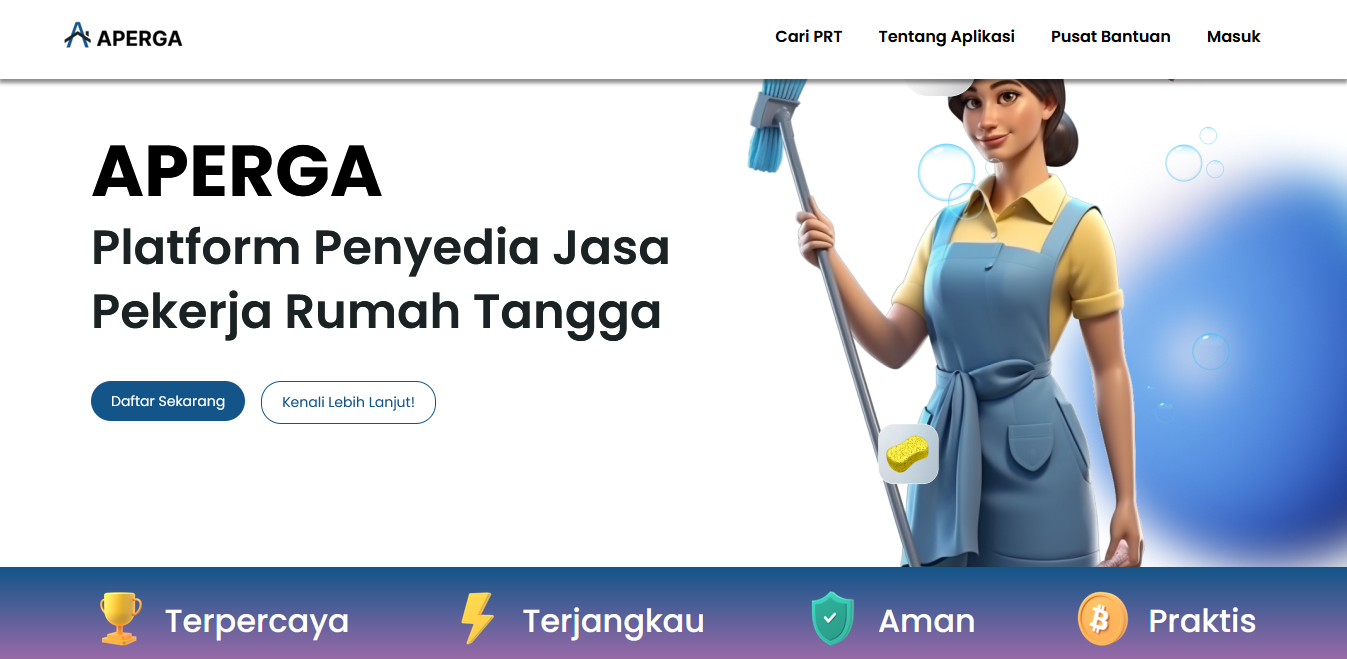 APERGA
Cari PRT
Tentang Aplikasi
Pusat Bantuan
Masuk
APERGA
Platform Penyedia Jasa
Pekerja Rumah Tangga
Daftar Sekarang
Kenali Lebih Lanjut!
Terpercaya
Terjangkau
Aman
Praktis